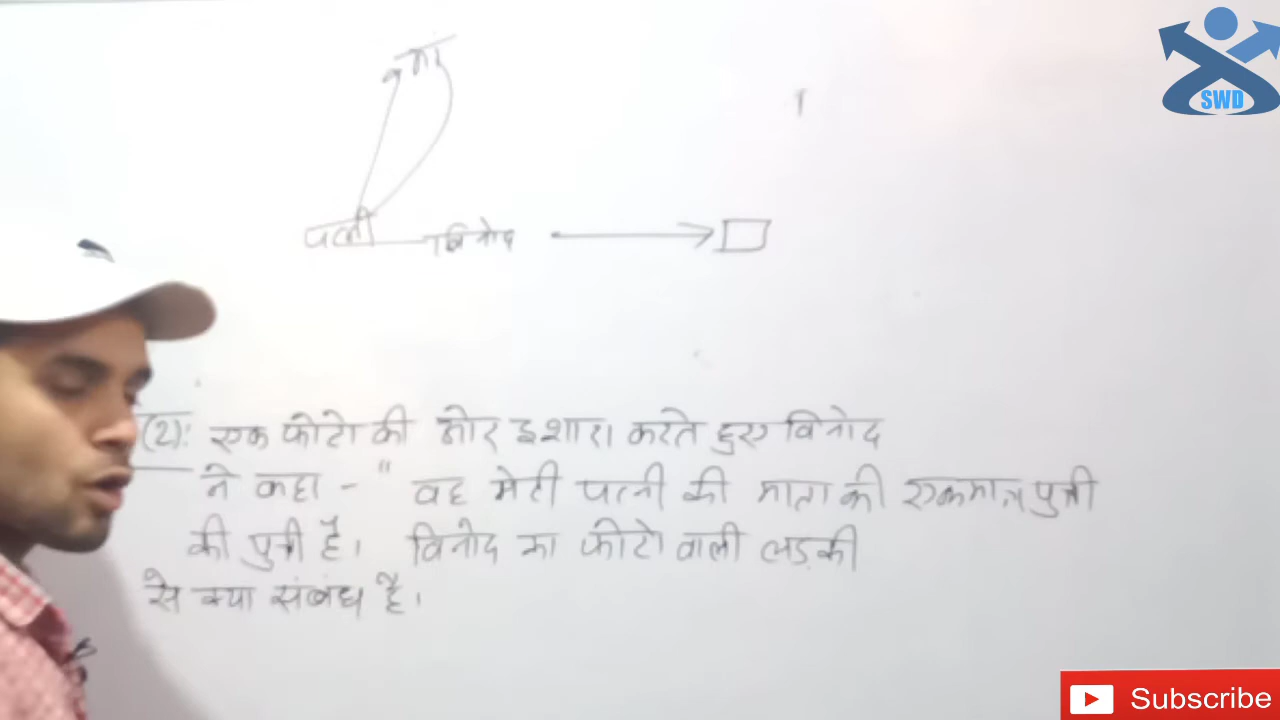 SWD
पत्नी विनोद
(2): एक फोटो की ओर इशारा करते हुए विनोद
ने कहा - " वह मेरी पत्नी की माता की एकमात्र पुत्री
की पुत्री है। विनोद का फोटो वाली लड़की
से क्या संबंध है।
Subscribe